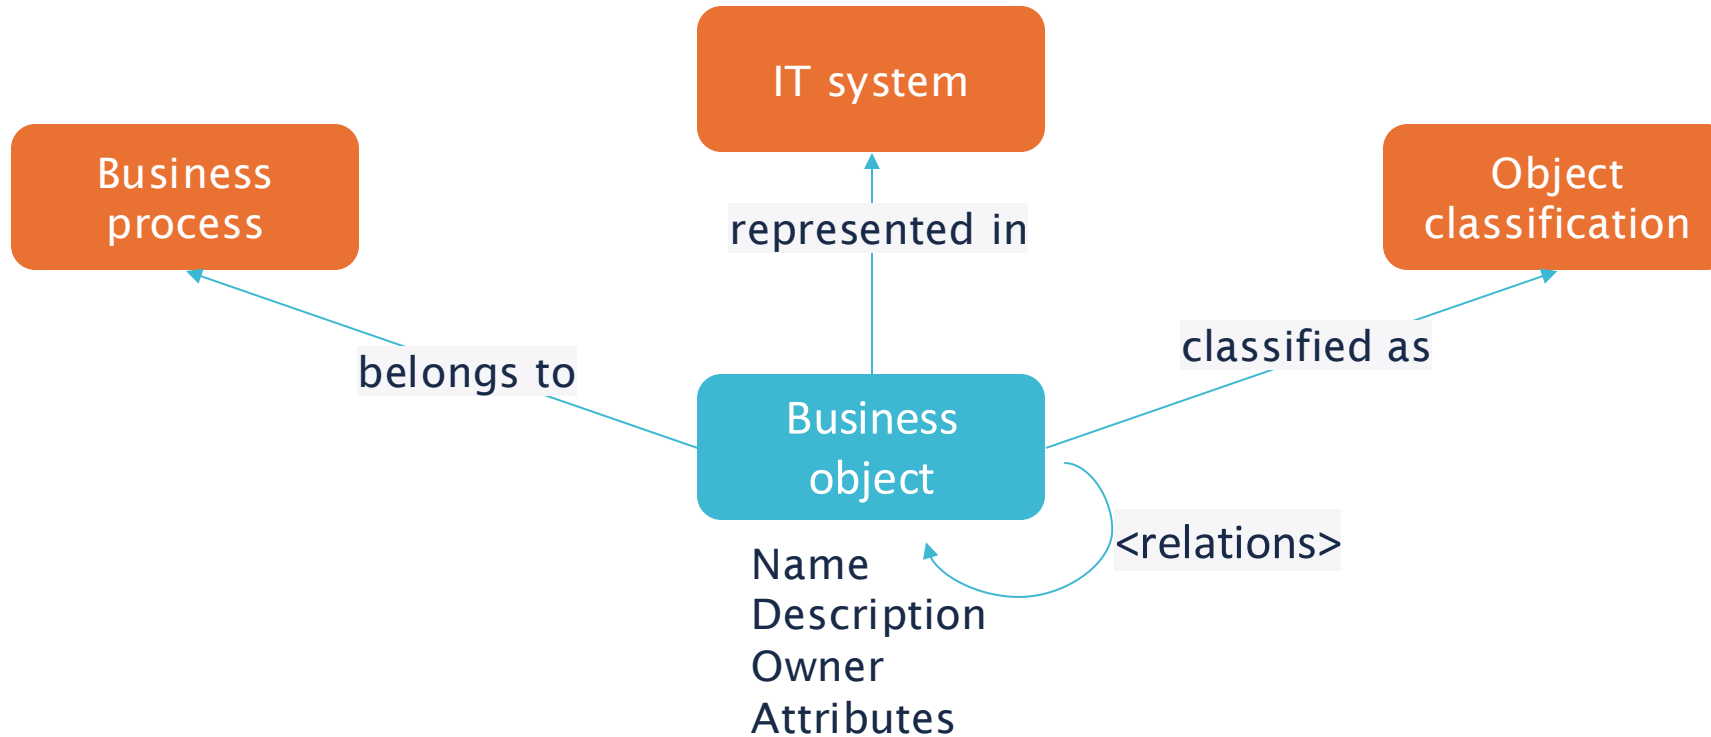 IT system
Business
process
Object
classification
represented in
classified as
belongs to
Business
object
<relations>
Name
Description
Owner
Attributes